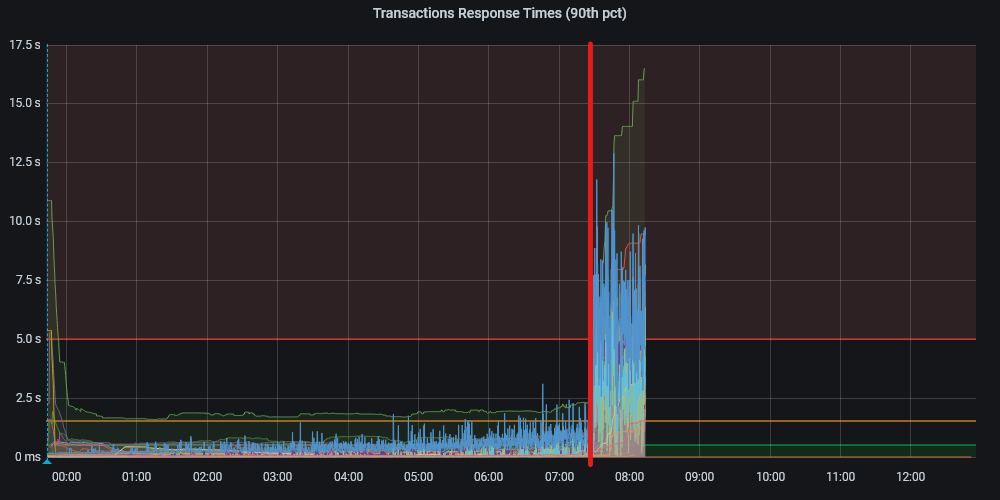 Transactions Response Times (90th pct)
17.5 s
15.0 s
12.5 s
10.0 s
7.5 s
5.0 s
2.5 s
0 ms
00:00 01:00 02:00 03:00 04:00 05:00 06:00 07:00 08:00 09:00 10:00 11:00 12:00